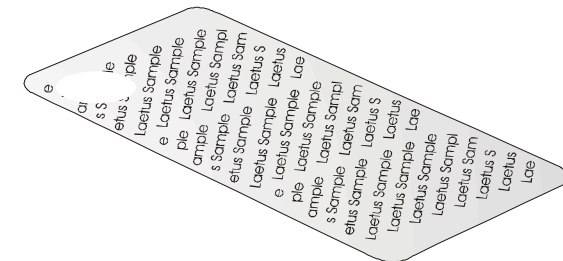 e
s S le
etus ple
Laetus Sample
e Laetus Sample
ple Laetus Sample
ample Laetus Sampl
s Sample Laetus Sam
etus Sample Laetus S
Laetus Sample Laetus
e Laetus Sample Lae
ple Laetus Sample
ample Laetus Sampl
s Sample Laetus Sam
etus Sample Laetus S
Laetus Sample Laetus
Laetus Sample Lae
Laetus Sample
Laetus Sampl
Laetus Sam
Laetus S
Laetus
Lae